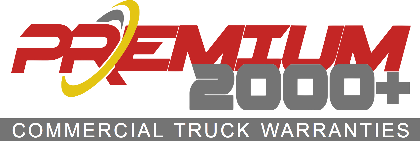 PREMIUM
2000+
COMMERCIAL TRUCK WARRANTIES